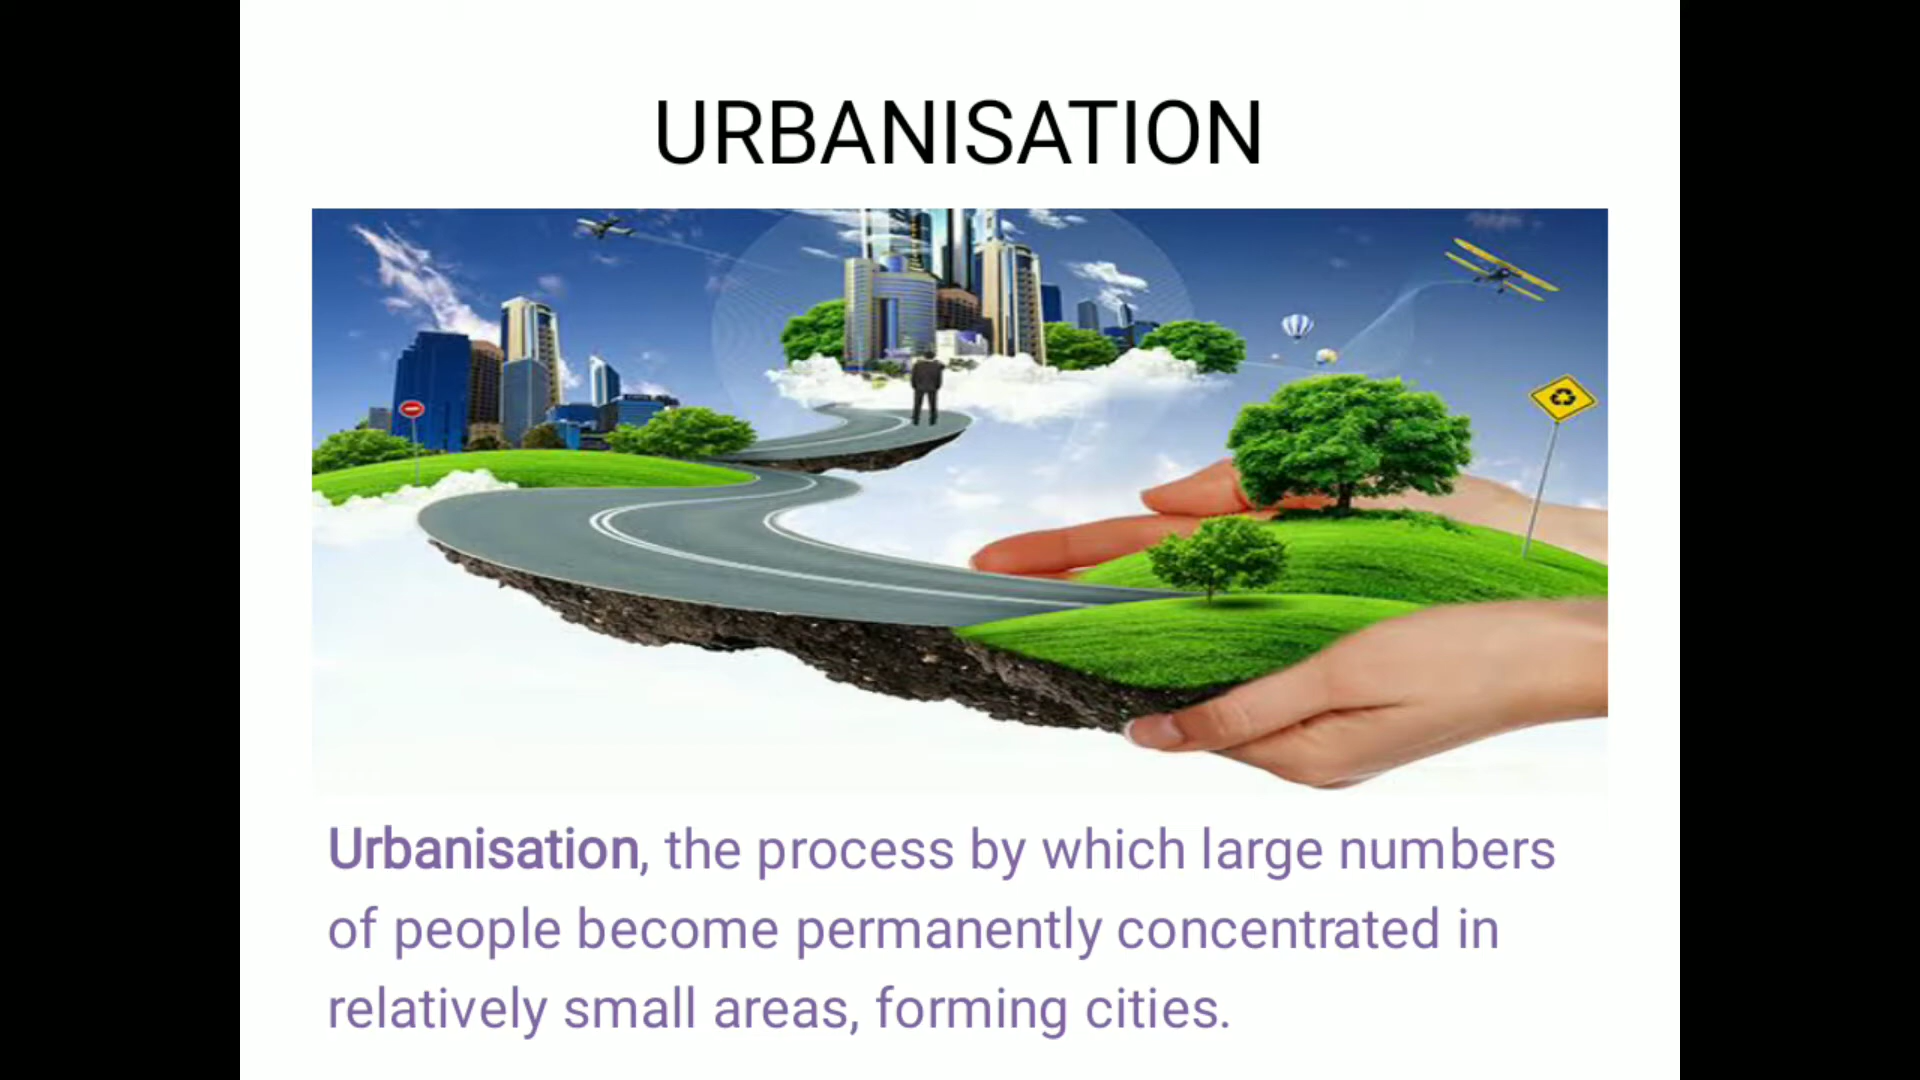 URBANISATION
Urbanisation, the process by which large numbers
of people become permanently concentrated in
relatively small areas, forming cities.